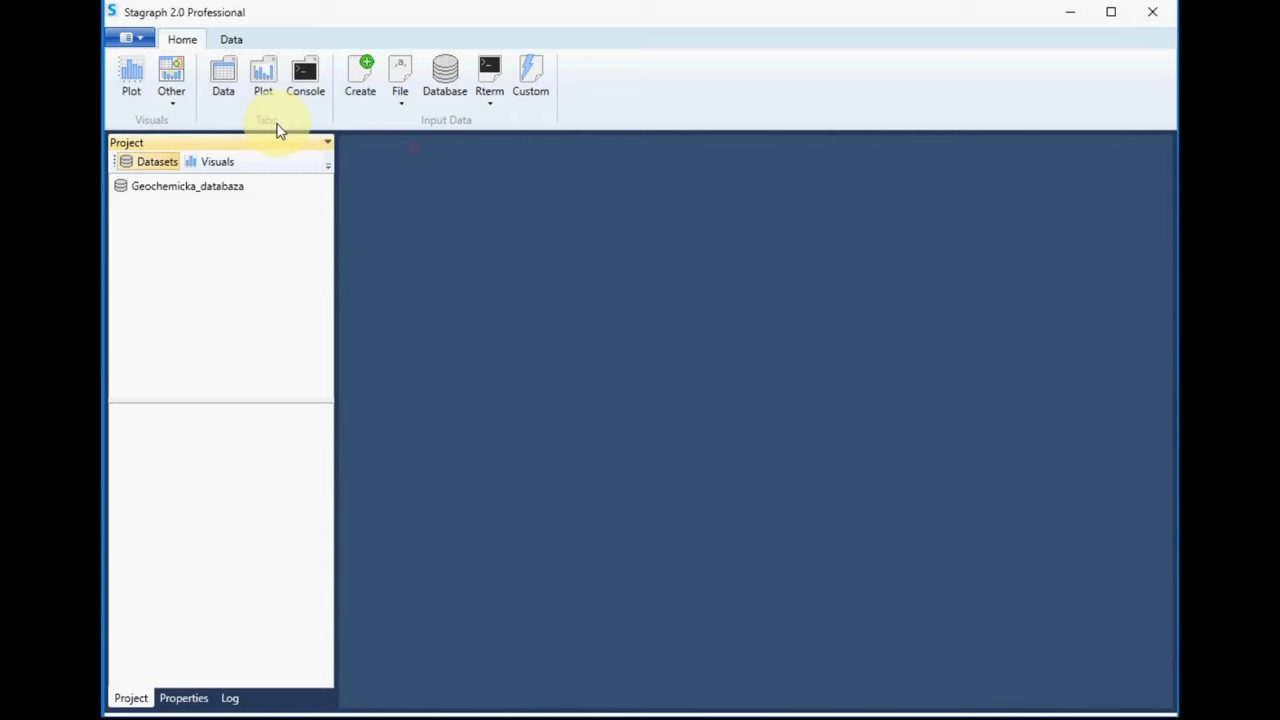 Stagraph 2.0 Professional
Home Data
Plot Other Data Plot Console Create File Database Rterm Custom
Visuals Tabs Input Data
Project
Datasets Visuals
Geochemicka_databaza
Project Properties Log